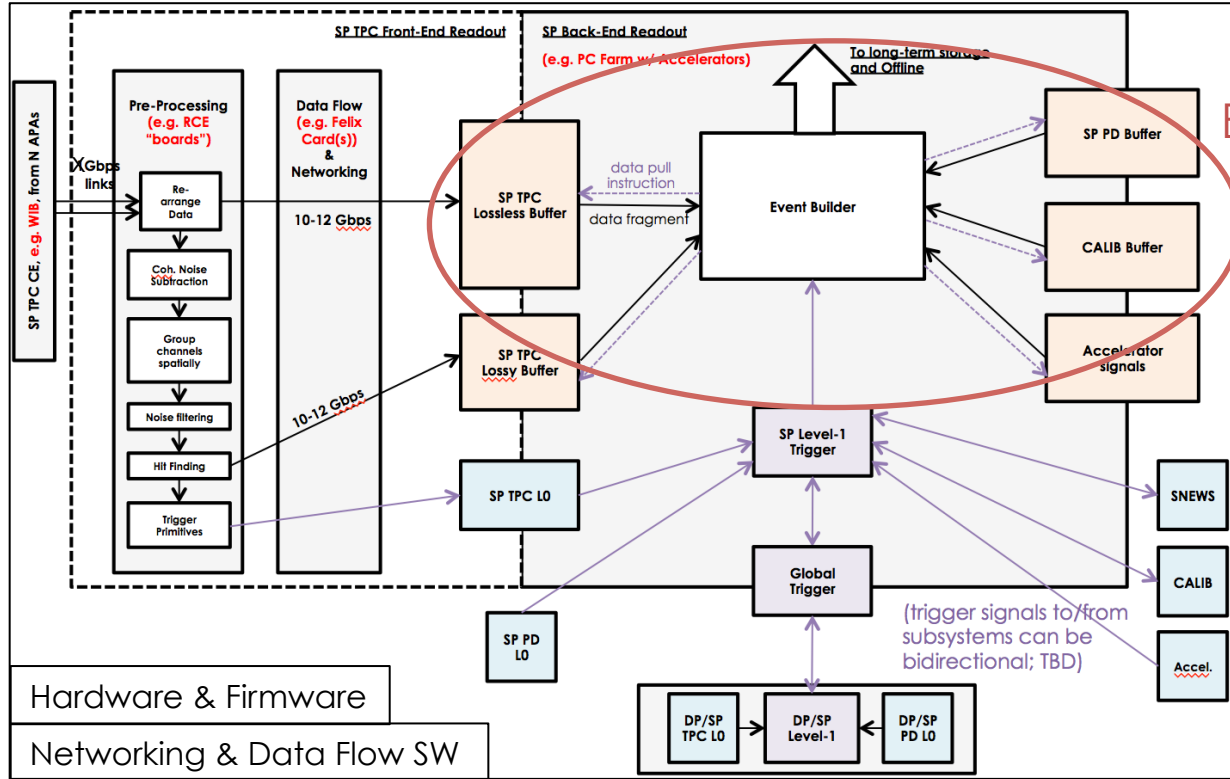 SP TPC Front-End Readout
SP Back-End Readout
(e.g. PC Farm w/ Accelerators)
To long-term storage
and Offline
SP TPC CE, e.g. WIB, from N APAs
XGbps
links
Pre-Processing
(e.g. RCE
"boards")
Re-
arrange
Data
Coh. Noise
Subtraction
Group
channels
spatially
Noise filtering
Hit Finding
Trigger
Primitives
Data Flow
(e.g. Felix
Card(s))
&
Networking
10-12 Gbps
10-12 Gbps
SP TPC
Lossless Buffer
SP TPC
Lossy Buffer
SP TPC L0
data pull
instruction
data fragment
Event Builder
SP PD Buffer
E
CALIB Buffer
Accelerator
signals
SP Level-1
Trigger
Global
Trigger
SNEWS
CALIB
Accel.
SP PD
L0
(trigger signals to/from
subsystems can be
bidirectional; TBD)
DP/SP
TPC L0
DP/SP
Level-1
DP/SP
PD L0
Hardware & Firmware
Networking & Data Flow SW